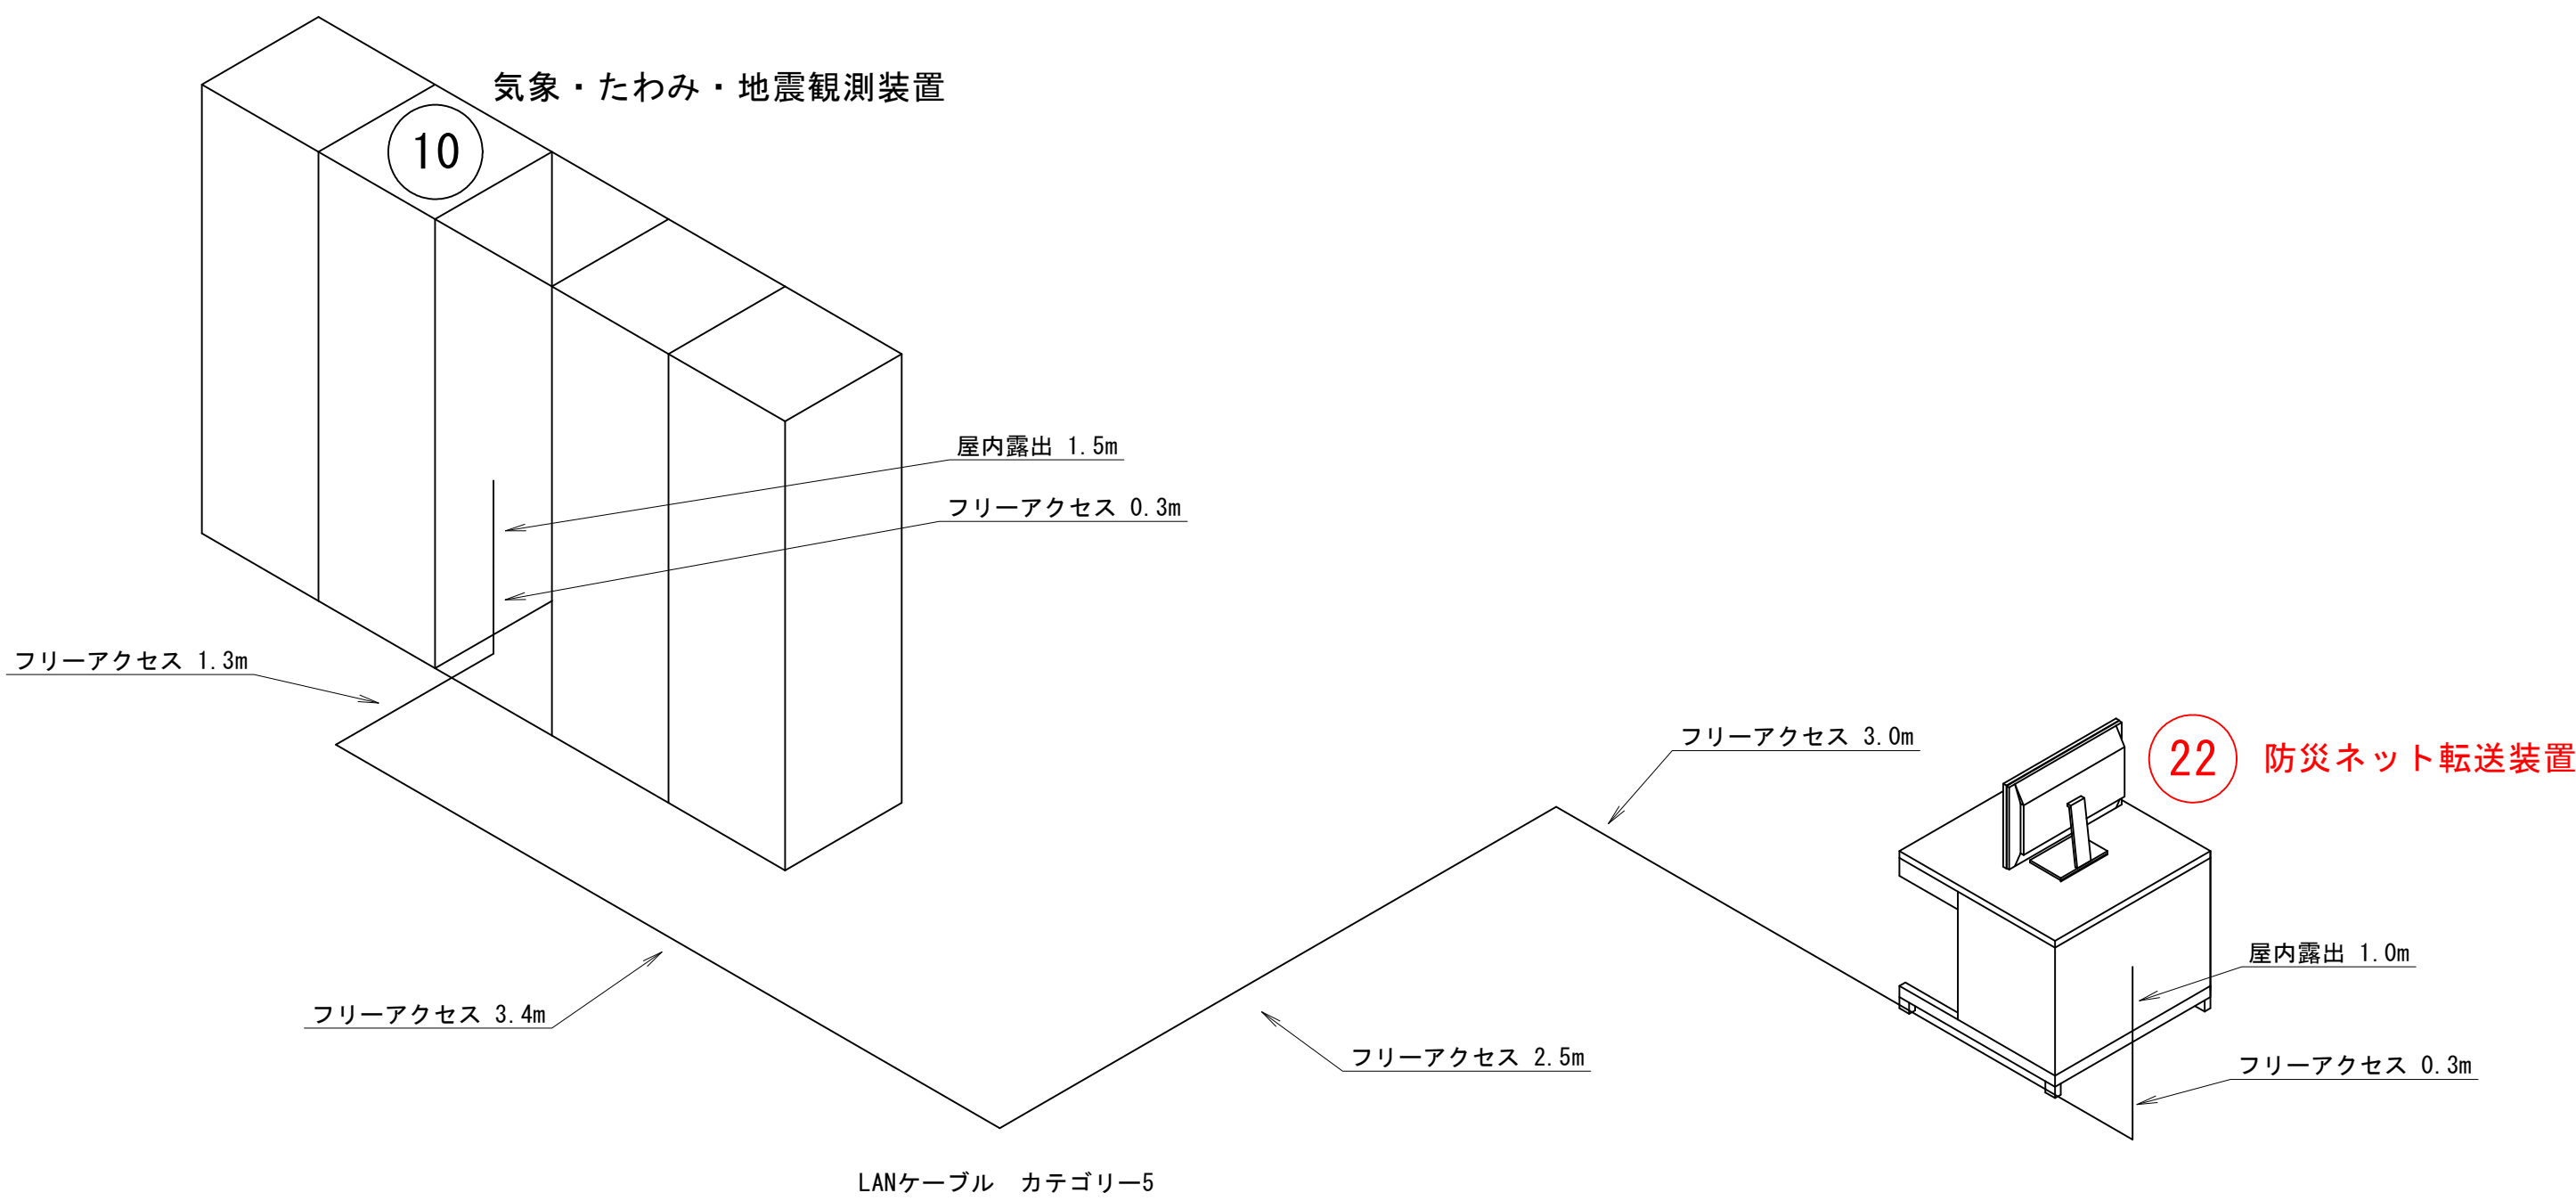 気象・たわみ・地震観測装置
10
屋内露出 1.5m
フリーアクセス 0.3m
フリーアクセス 1.3m
フリーアクセス 3.0m
22 防災ネット転送装置
屋内露出 1.0m
フリーアクセス 3.4m
フリーアクセス 2.5m
フリーアクセス 0.3m
LANケーブル　カテゴリー5